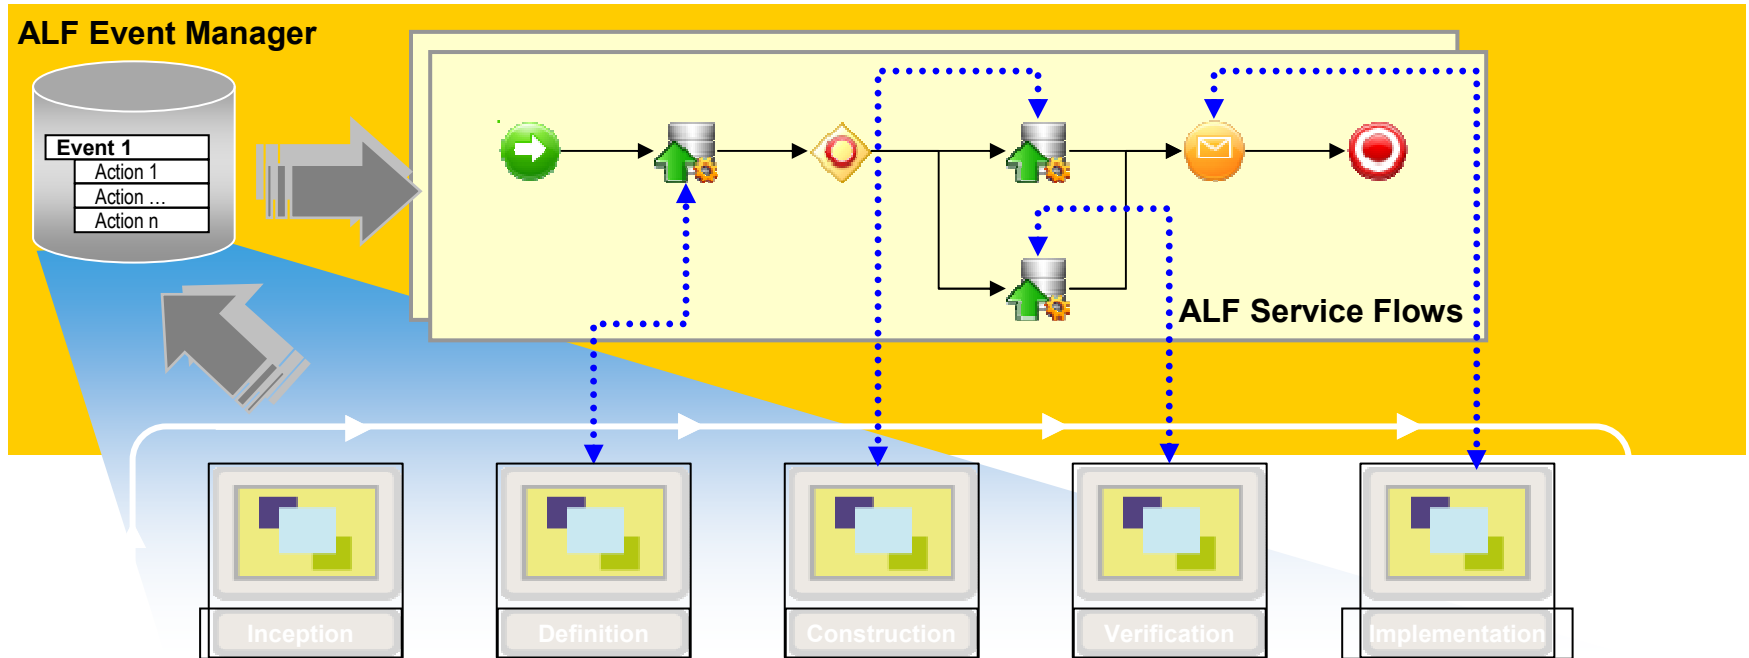 ALF Event Manager
Event 1
Action 1
Action …
Action n
ALF Service Flows
Inception
Definition
Construction
Verification
Implementation